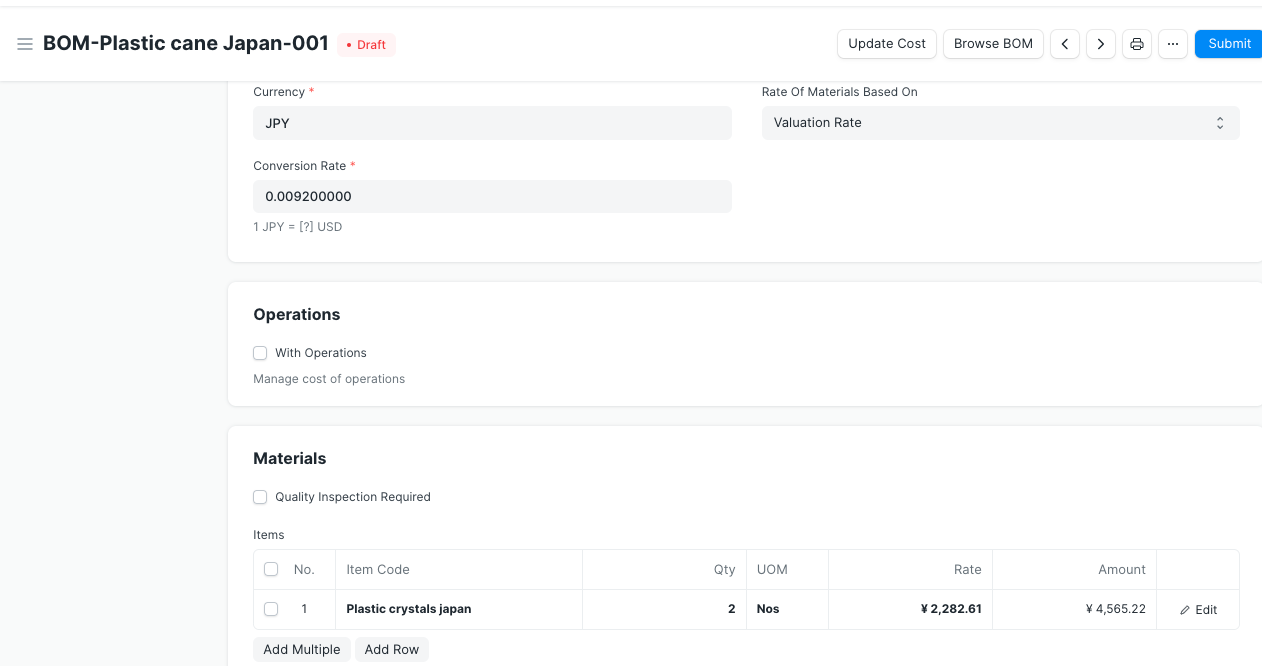 BOM-Plastic cane Japan-001
Draft
Update Cost
Browse BOM
Submit
Currency *
JPY
Rate Of Materials Based On
Valuation Rate
Conversion Rate *
0.009200000
1 JPY = [?] USD
Operations
With Operations
Manage cost of operations
Materials
Quality Inspection Required
Items
No. Item Code Qty UOM Rate Amount
1 Plastic crystals japan 2 Nos ¥ 2,282.61 ¥ 4,565.22 Edit
Add Multiple Add Row